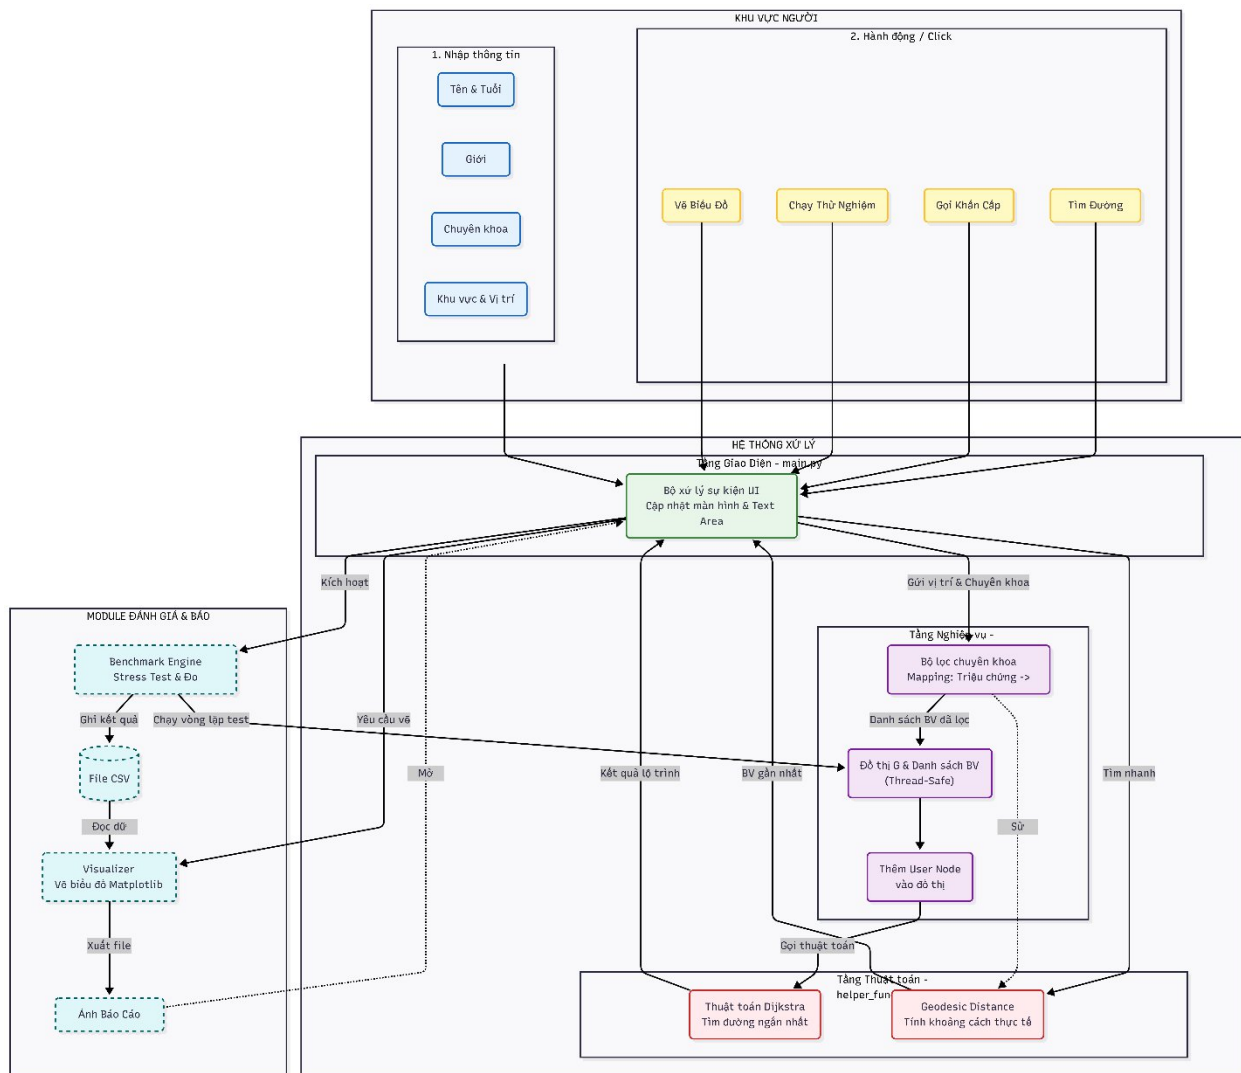 KHU VỰC NGƯỜI
1. Nhập thông tin
Tên & Tuổi
Giới
Chuyên khoa
Khu vực & Vị trí
2. Hành động / Click
Vẽ Biểu Đồ
Chạy Thử Nghiệm
Gọi Khẩn Cấp
Tìm Đường
HỆ THỐNG XỬ LÝ
Tầng Giao Diện - main.py
Bộ xử lý sự kiện UI
Cập nhật màn hình & Text
Area
Kích hoạt
Gửi vị trí & Chuyên khoa
MODULE ĐÁNH GIÁ & BÁO
Benchmark Engine
Stress Test & Đo
Ghi kết quả
Chạy vòng lặp test
Yêu cầu vẽ
File CSV
Mở
Đọc dữ
Visualizer
Vẽ biểu đồ Matplotlib
Xuất file
Ảnh Báo Cáo
Tầng Nghiệp vụ -
Bộ lọc chuyên khoa
Mapping: Triệu chứng ->
Danh sách BV đã lọc
Đồ thị G & Danh sách BV
(Thread-Safe)
Kết quả lộ trình
BV gần nhất
Tìm nhanh
Sử
Thêm User Node
vào đồ thị
Gọi thuật toán
Tầng Thuật toán -
helper_fun
Thuật toán Dijkstra
Tìm đường ngắn nhất
Geodesic Distance
Tính khoảng cách thực tế